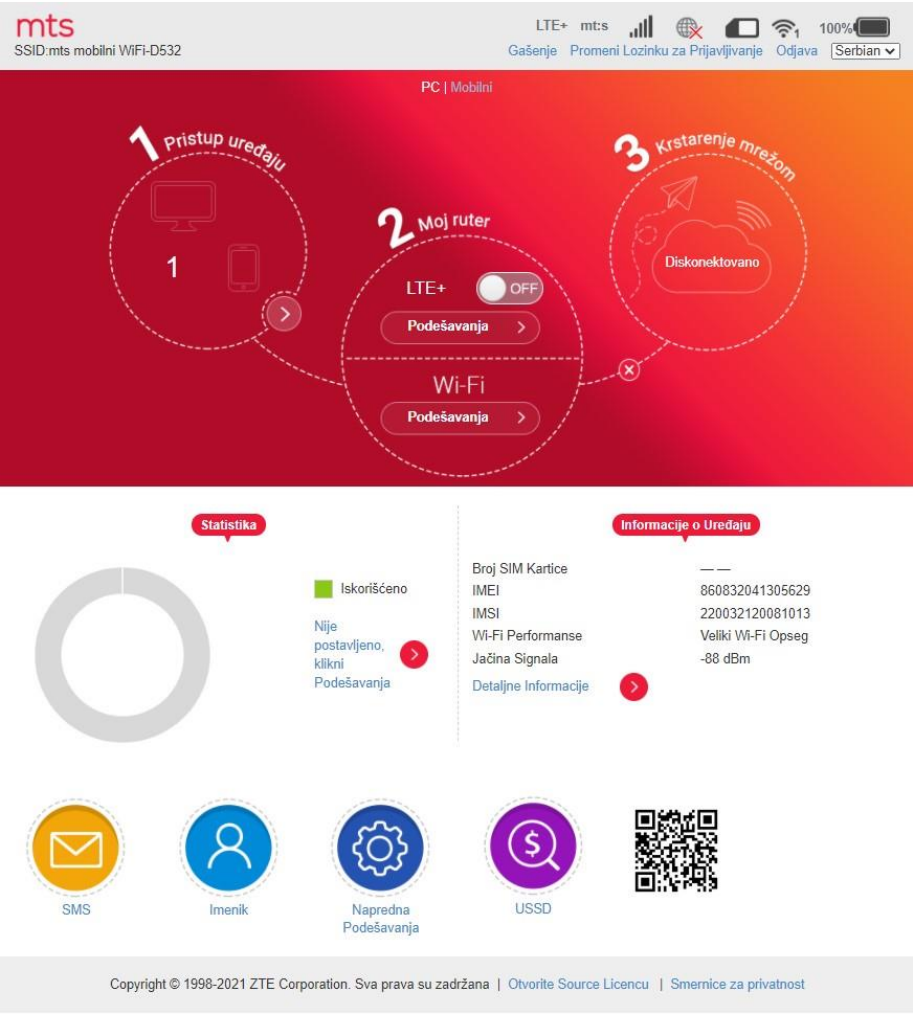 mts
SSID:mts mobilni WiFi-D532
LTE+ mt:s 1 100%
Gašenje Promeni Lozinku za Prijavljivanje Odjava Serbian
PC | Mobilni
1 Pristup uređaju
1
2 Moj ruter
LTE+ OFF
Podešavanja
Wi-Fi
Podešavanja
3 Krstarenje mrežom
Diskonektovano
Statistika
Iskorišćeno
Nije
postavljeno,
klikni
Podešavanja
Informacije o Uređaju
Broj SIM Kartice — —
IMEI 860832041305629
IMSI 220032120081013
Wi-Fi Performanse Veliki Wi-Fi Opseg
Jačina Signala -88 dBm
Detaljne Informacije
SMS
Imenik
Napredna
Podešavanja
$
USSD
Copyright © 1998-2021 ZTE Corporation. Sva prava su zadržana | Otvorite Source Licencu | Smernice za privatnost